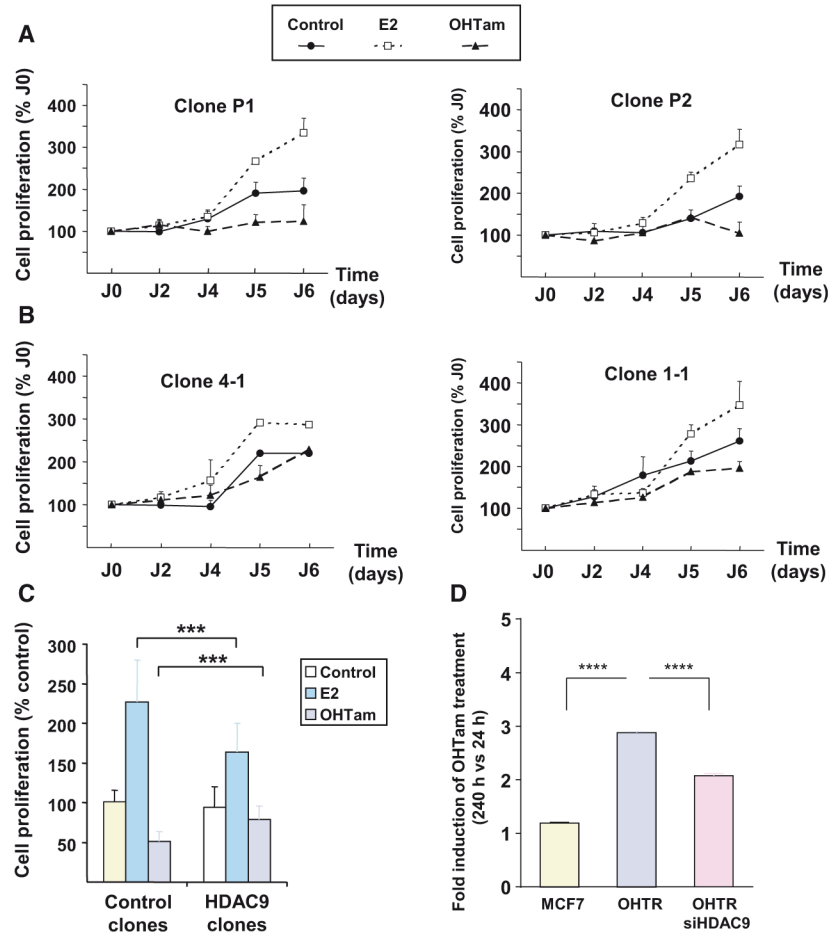 A
Control E2 OHTam
Clone P1
Cell proliferation (% J0)
400
300
200
100
J0 J2 J4 J5 J6
Time
(days)
Clone P2
Cell proliferation (% J0)
400
300
200
100
J0 J2 J4 J5 J6
Time
(days)
B
Clone 4-1
Cell proliferation (% J0)
400
300
200
100
J0 J2 J4 J5 J6
Time
(days)
Clone 1-1
Cell proliferation (% J0)
400
300
200
100
J0 J2 J4 J5 J6
Time
(days)
C
Cell proliferation (% control)
300
250
200
150
100
50
***
***
Control
E2
OHTam
Control
clones
HDAC9
clones
D
Fold induction of OHTam treatment
(240 h vs 24 h)
5
4
3
2
1
0
**** ****
MCF7 OHTR OHTR
siHDAC9